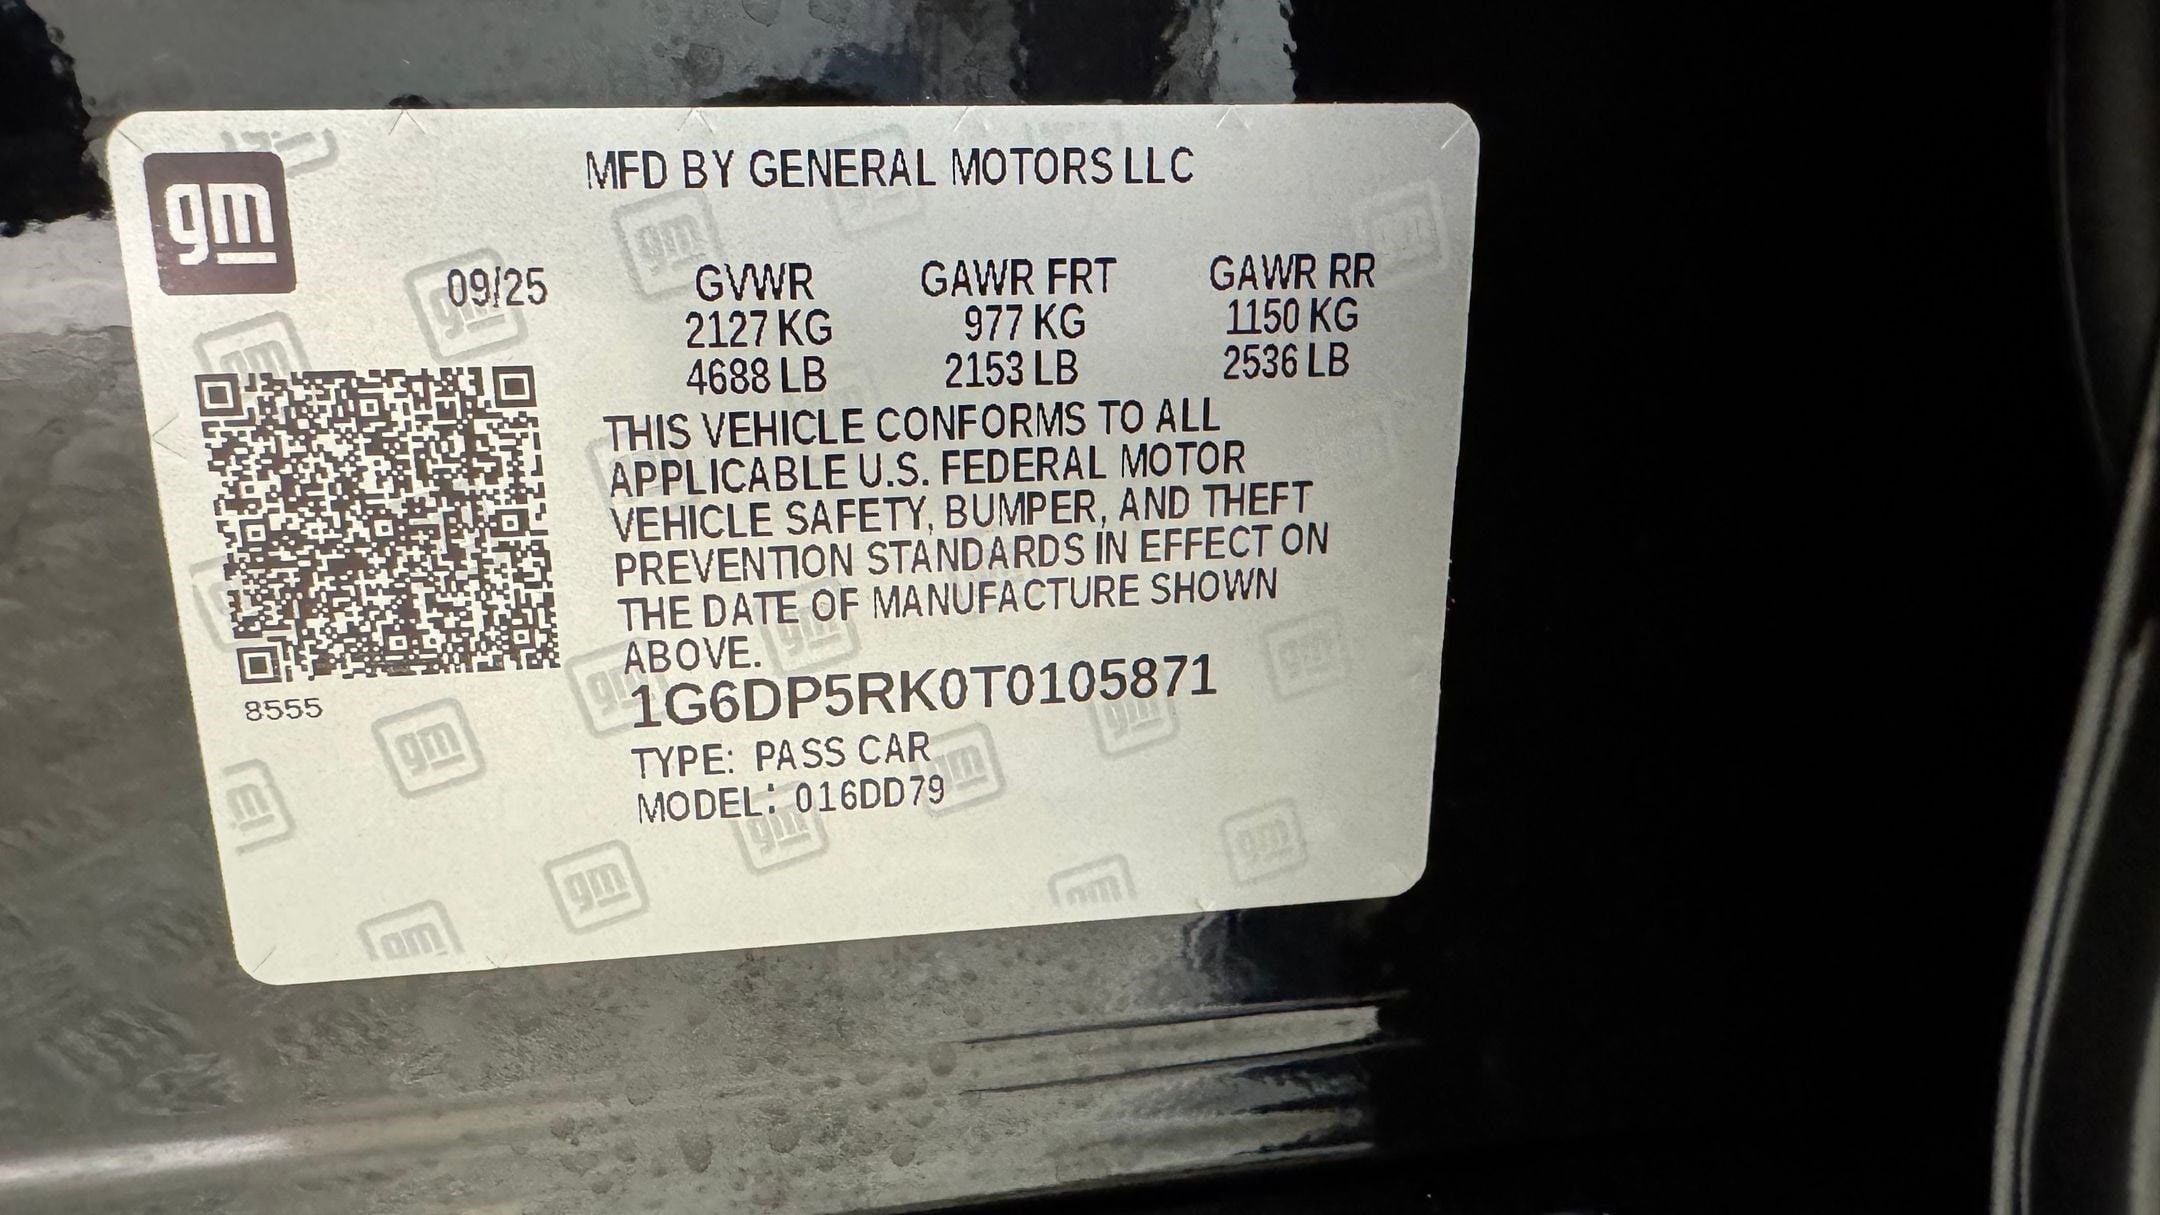 gm
MFD BY GENERAL MOTORS LLC
09/25
GVWR GAWR FRT GAWR RR
2127 KG 977 KG 1150 KG
4688 LB 2153 LB 2536 LB
THIS VEHICLE CONFORMS TO ALL
APPLICABLE U.S. FEDERAL MOTOR
VEHICLE SAFETY, BUMPER, AND THEFT
PREVENTION STANDARDS IN EFFECT ON
THE DATE OF MANUFACTURE SHOWN
ABOVE.
1G6DP5RK0T0105871
TYPE: PASS CAR
MODEL: 016DD79
8555